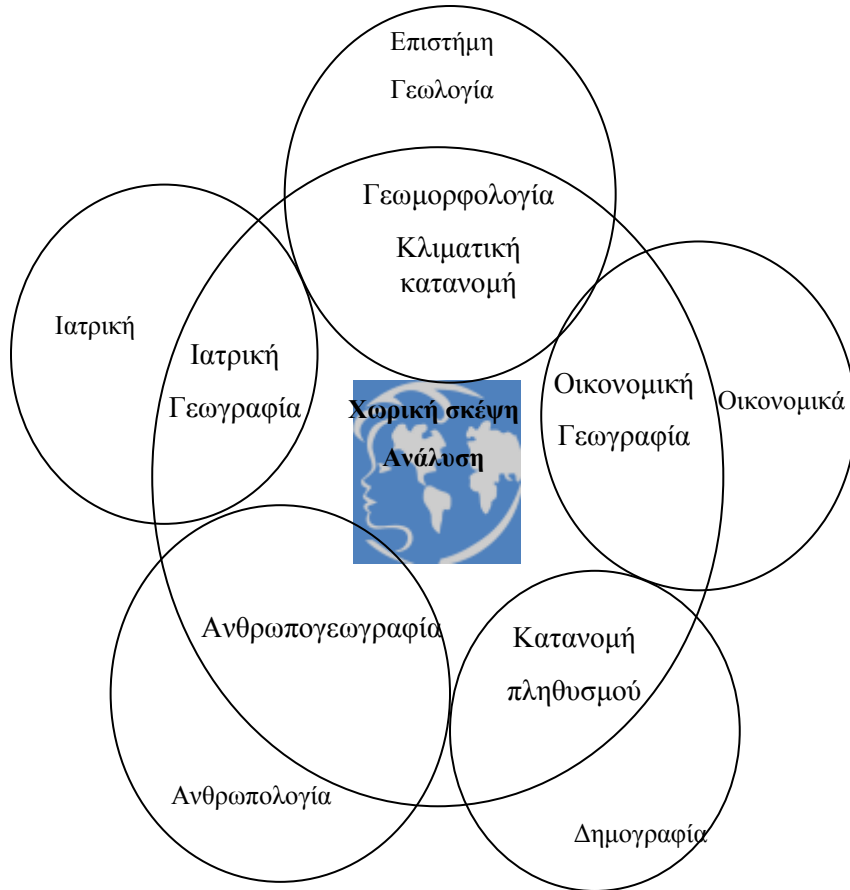 Επιστήμη
Γεωλογία
Γεωμορφολογία
Κλιματική
κατανομή
Ιατρική
Ιατρική
Γεωγραφία
Χωρική σκέψη
Ανάλυση
Οικονομική
Γεωγραφία
Οικονομικά
Ανθρωπογεωγραφία
Κατανομή
πληθυσμού
Ανθρωπολογία
Δημογραφία